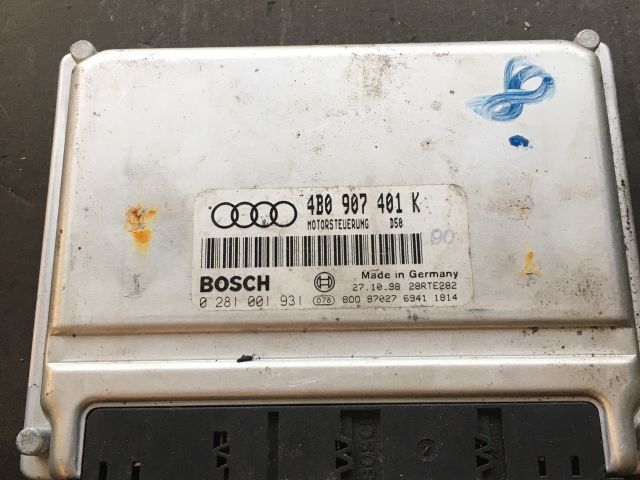 4B0 907 401 K
MOTORSTEUERUNG D50
BOSCH
Made in Germany
27.10.98 28RTE282
0 281 001 931
078 800 87027 6941 1814